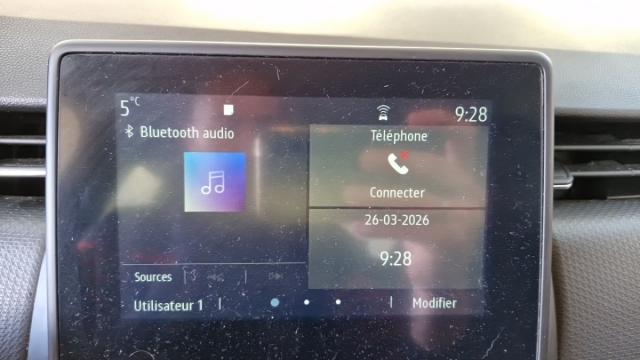 5°C
9:28
Bluetooth audio
Téléphone
Connecter
26-03-2026
9:28
Sources
Utilisateur 1
Modifier